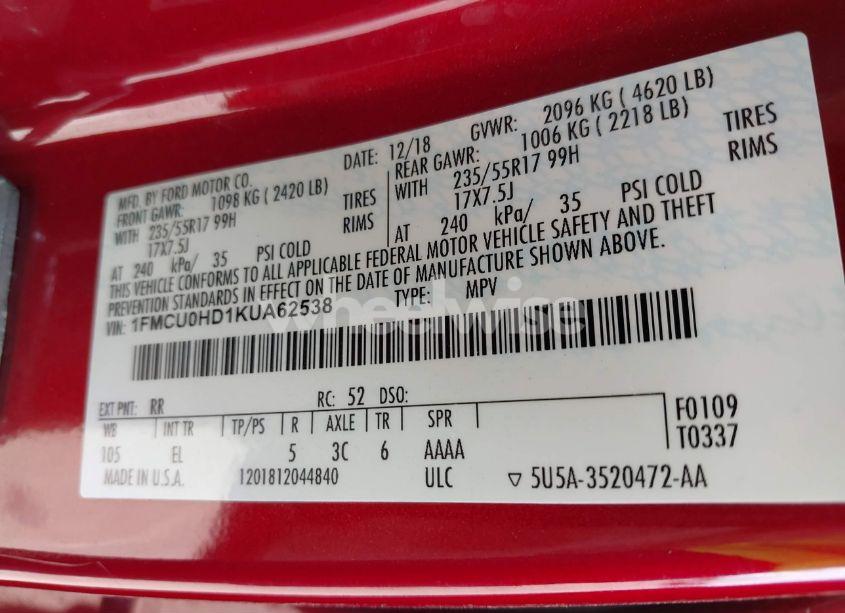 MFD. BY FORD MOTOR CO.
DATE: 12/18 GVWR: 2096 KG ( 4620 LB)
FRONT GAWR: 1098 KG ( 2420 LB) REAR GAWR: 1006 KG ( 2218 LB)
WITH 235/55R17 99H TIRES WITH 235/55R17 99H TIRES
17X7.5J RIMS 17X7.5J RIMS
AT 240 kPa/ 35 PSI COLD AT 240 kPa/ 35 PSI COLD
THIS VEHICLE CONFORMS TO ALL APPLICABLE FEDERAL MOTOR VEHICLE SAFETY AND THEFT
PREVENTION STANDARDS IN EFFECT ON THE DATE OF MANUFACTURE SHOWN ABOVE.
VIN: 1FMCU0HD1KUA62538 TYPE: MPV
wheelwise
EXT PNT: RR RC: 52 DSO:
WB INT TR TP/PS R AXLE TR SPR
105 EL 5 3C 6 AAAA
F0109
T0337
MADE IN U.S.A. 1201812044840 ULC ▽ 5U5A-3520472-AA